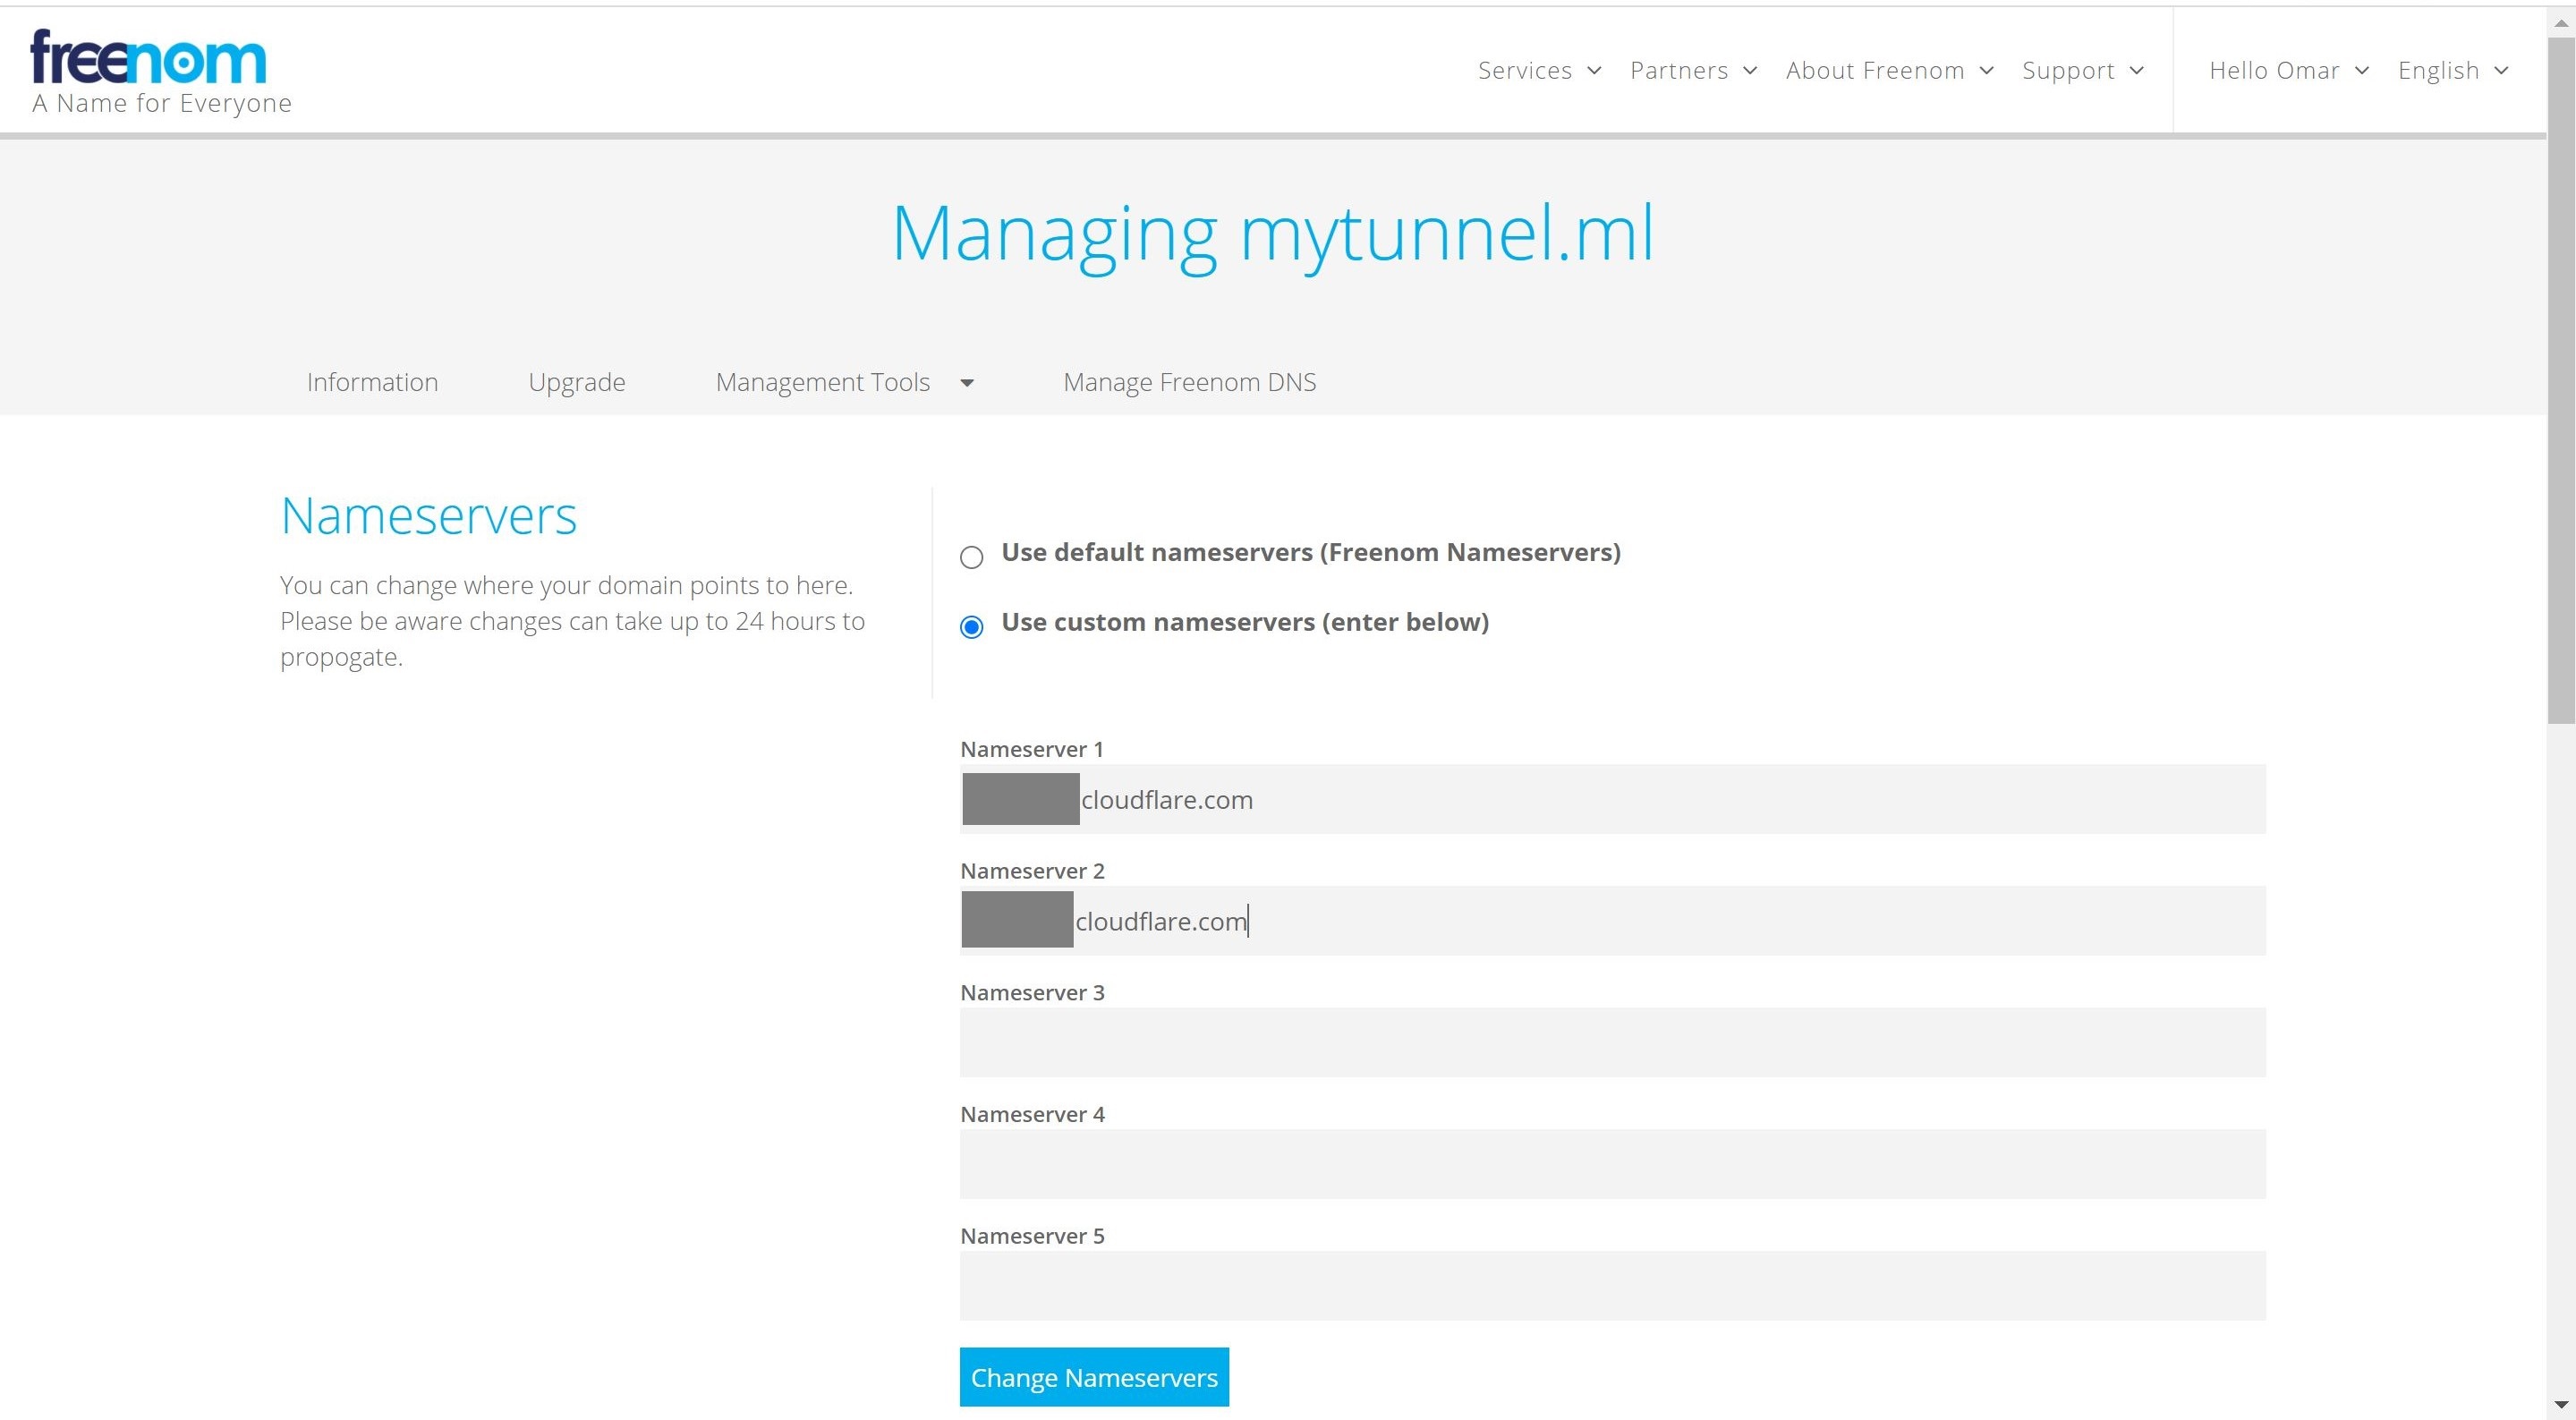 freenom
A Name for Everyone
Services
Partners
About Freenom
Support
Hello Omar
English
Managing mytunnel.ml
Information
Upgrade
Management Tools
Manage Freenom DNS
Nameservers
You can change where your domain points to here.
Please be aware changes can take up to 24 hours to
propogate.
Use default nameservers (Freenom Nameservers)
Use custom nameservers (enter below)
Nameserver 1
cloudflare.com
Nameserver 2
cloudflare.com
Nameserver 3
Nameserver 4
Nameserver 5
Change Nameservers